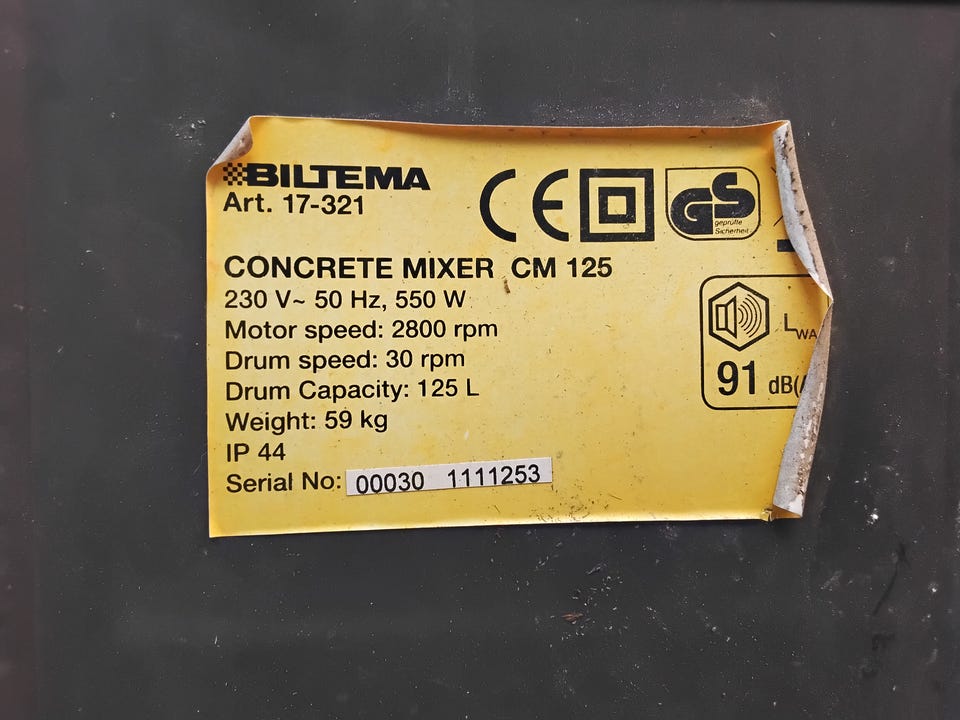 BILTEMA
Art. 17-321
CE
GS
geprüfte
Sicherheit
CONCRETE MIXER CM 125
230 V~ 50 Hz, 550 W
Motor speed: 2800 rpm
Drum speed: 30 rpm
Drum Capacity: 125 L
Weight: 59 kg
IP 44
Serial No: 00030 1111253
LWA
91 dB(